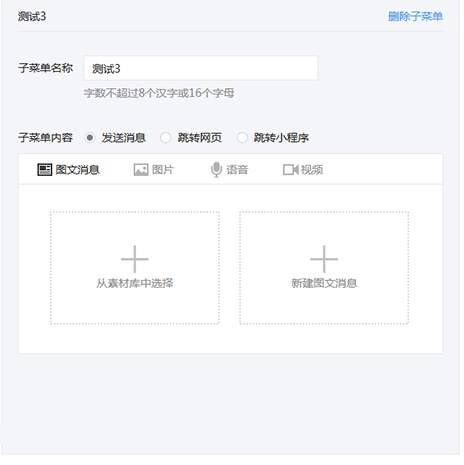 测试3 删除子菜单
子菜单名称 测试3
字数不超过8个汉字或16个字母
子菜单内容 发送消息 跳转网页 跳转小程序
图文消息 图片 语音 视频
从素材库中选择 新建图文消息